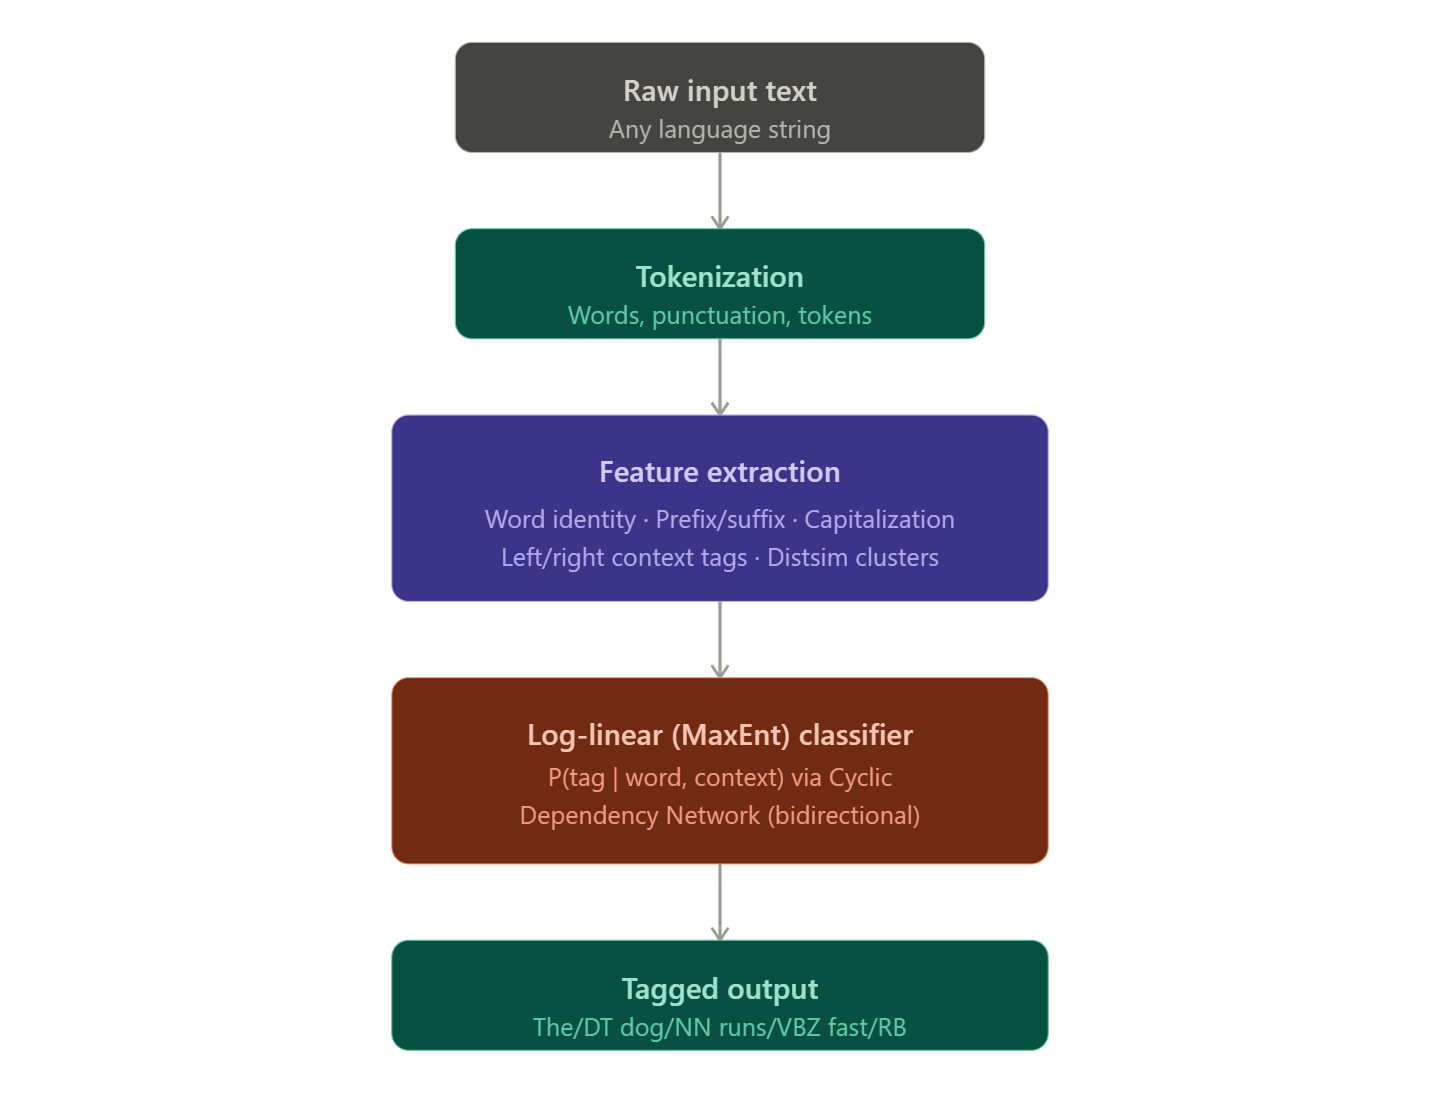 Raw input text
Any language string
Tokenization
Words, punctuation, tokens
Feature extraction
Word identity · Prefix/suffix · Capitalization
Left/right context tags · Distsim clusters
Log-linear (MaxEnt) classifier
P(tag | word, context) via Cyclic
Dependency Network (bidirectional)
Tagged output
The/DT dog/NN runs/VBZ fast/RB